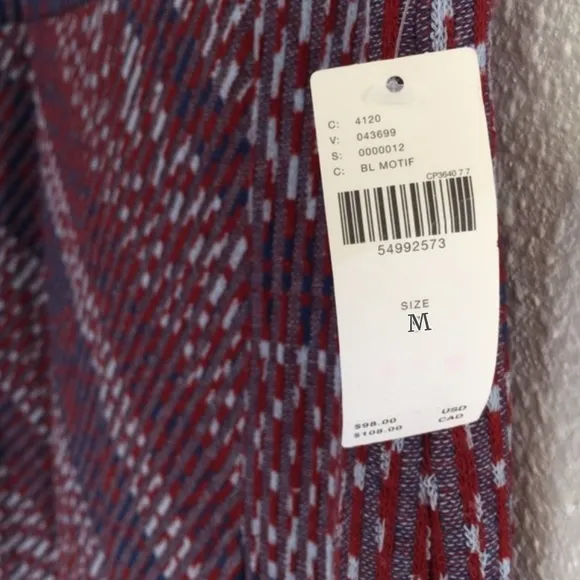 C: 4120
V: 043699
S: 0000012
C: BL MOTIF
CP3640 7 7
54992573
SIZE
M
$98.00 USD
$108.00 CAD